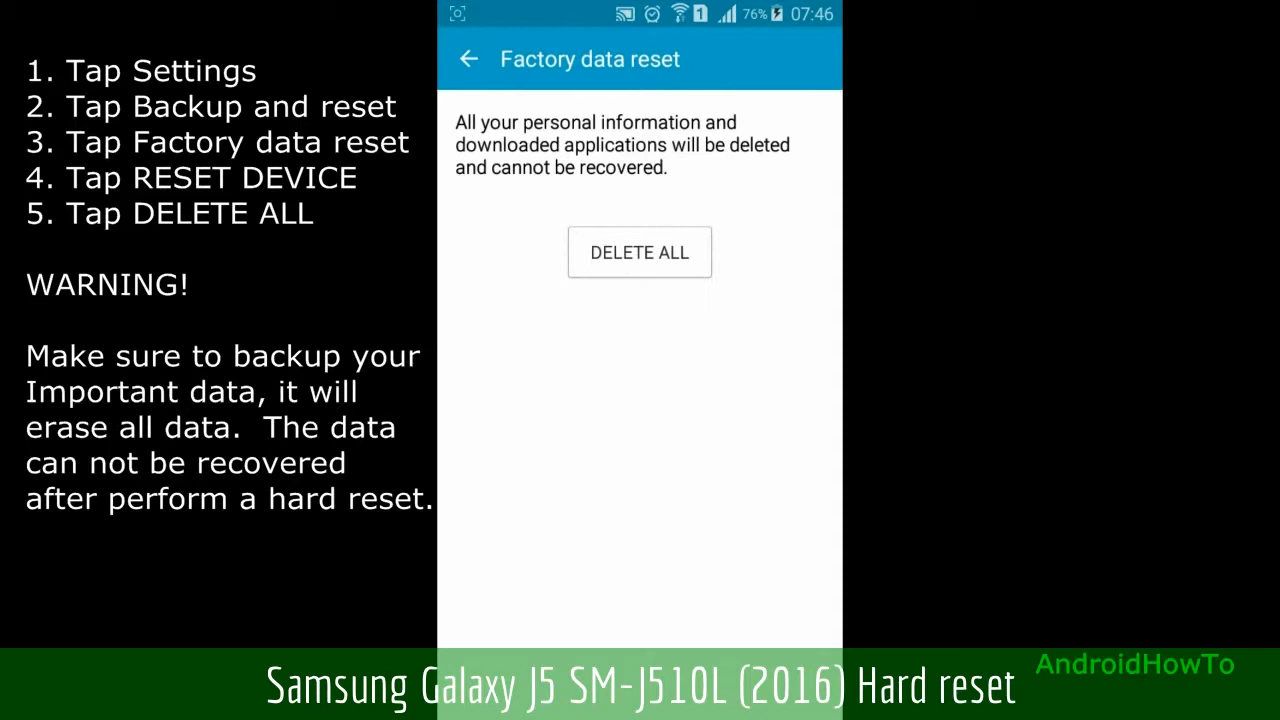 1. Tap Settings
2. Tap Backup and reset
3. Tap Factory data reset
4. Tap RESET DEVICE
5. Tap DELETE ALL
WARNING!
Make sure to backup your
Important data, it will
erase all data.  The data
can not be recovered
after perform a hard reset.
1 76% 07:46
Factory data reset
All your personal information and
downloaded applications will be deleted
and cannot be recovered.
DELETE ALL
AndroidHowTo
Samsung Galaxy J5 SM-J510L (2016) Hard reset